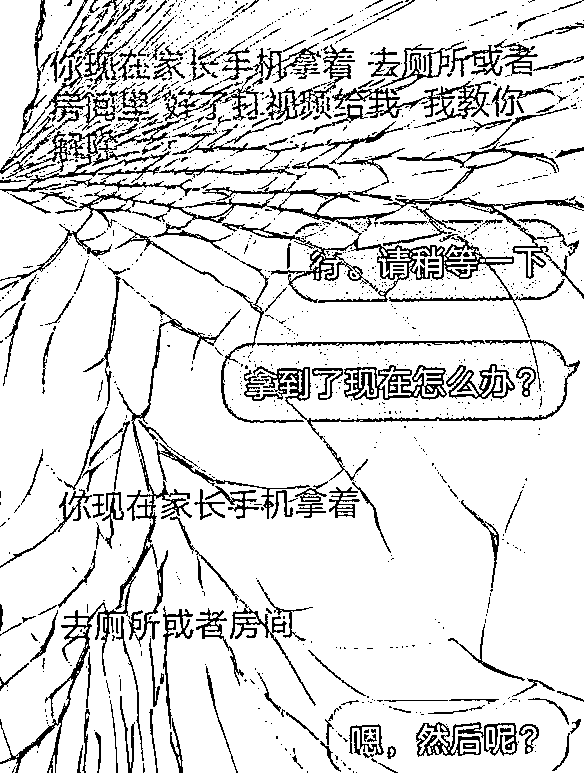 你现在家长手机拿着 去厕所或者
房间里 好了打视频给我 我教你
解除
行。请稍等一下
拿到了现在怎么办？
你现在家长手机拿着
去厕所或者房间
嗯，然后呢？